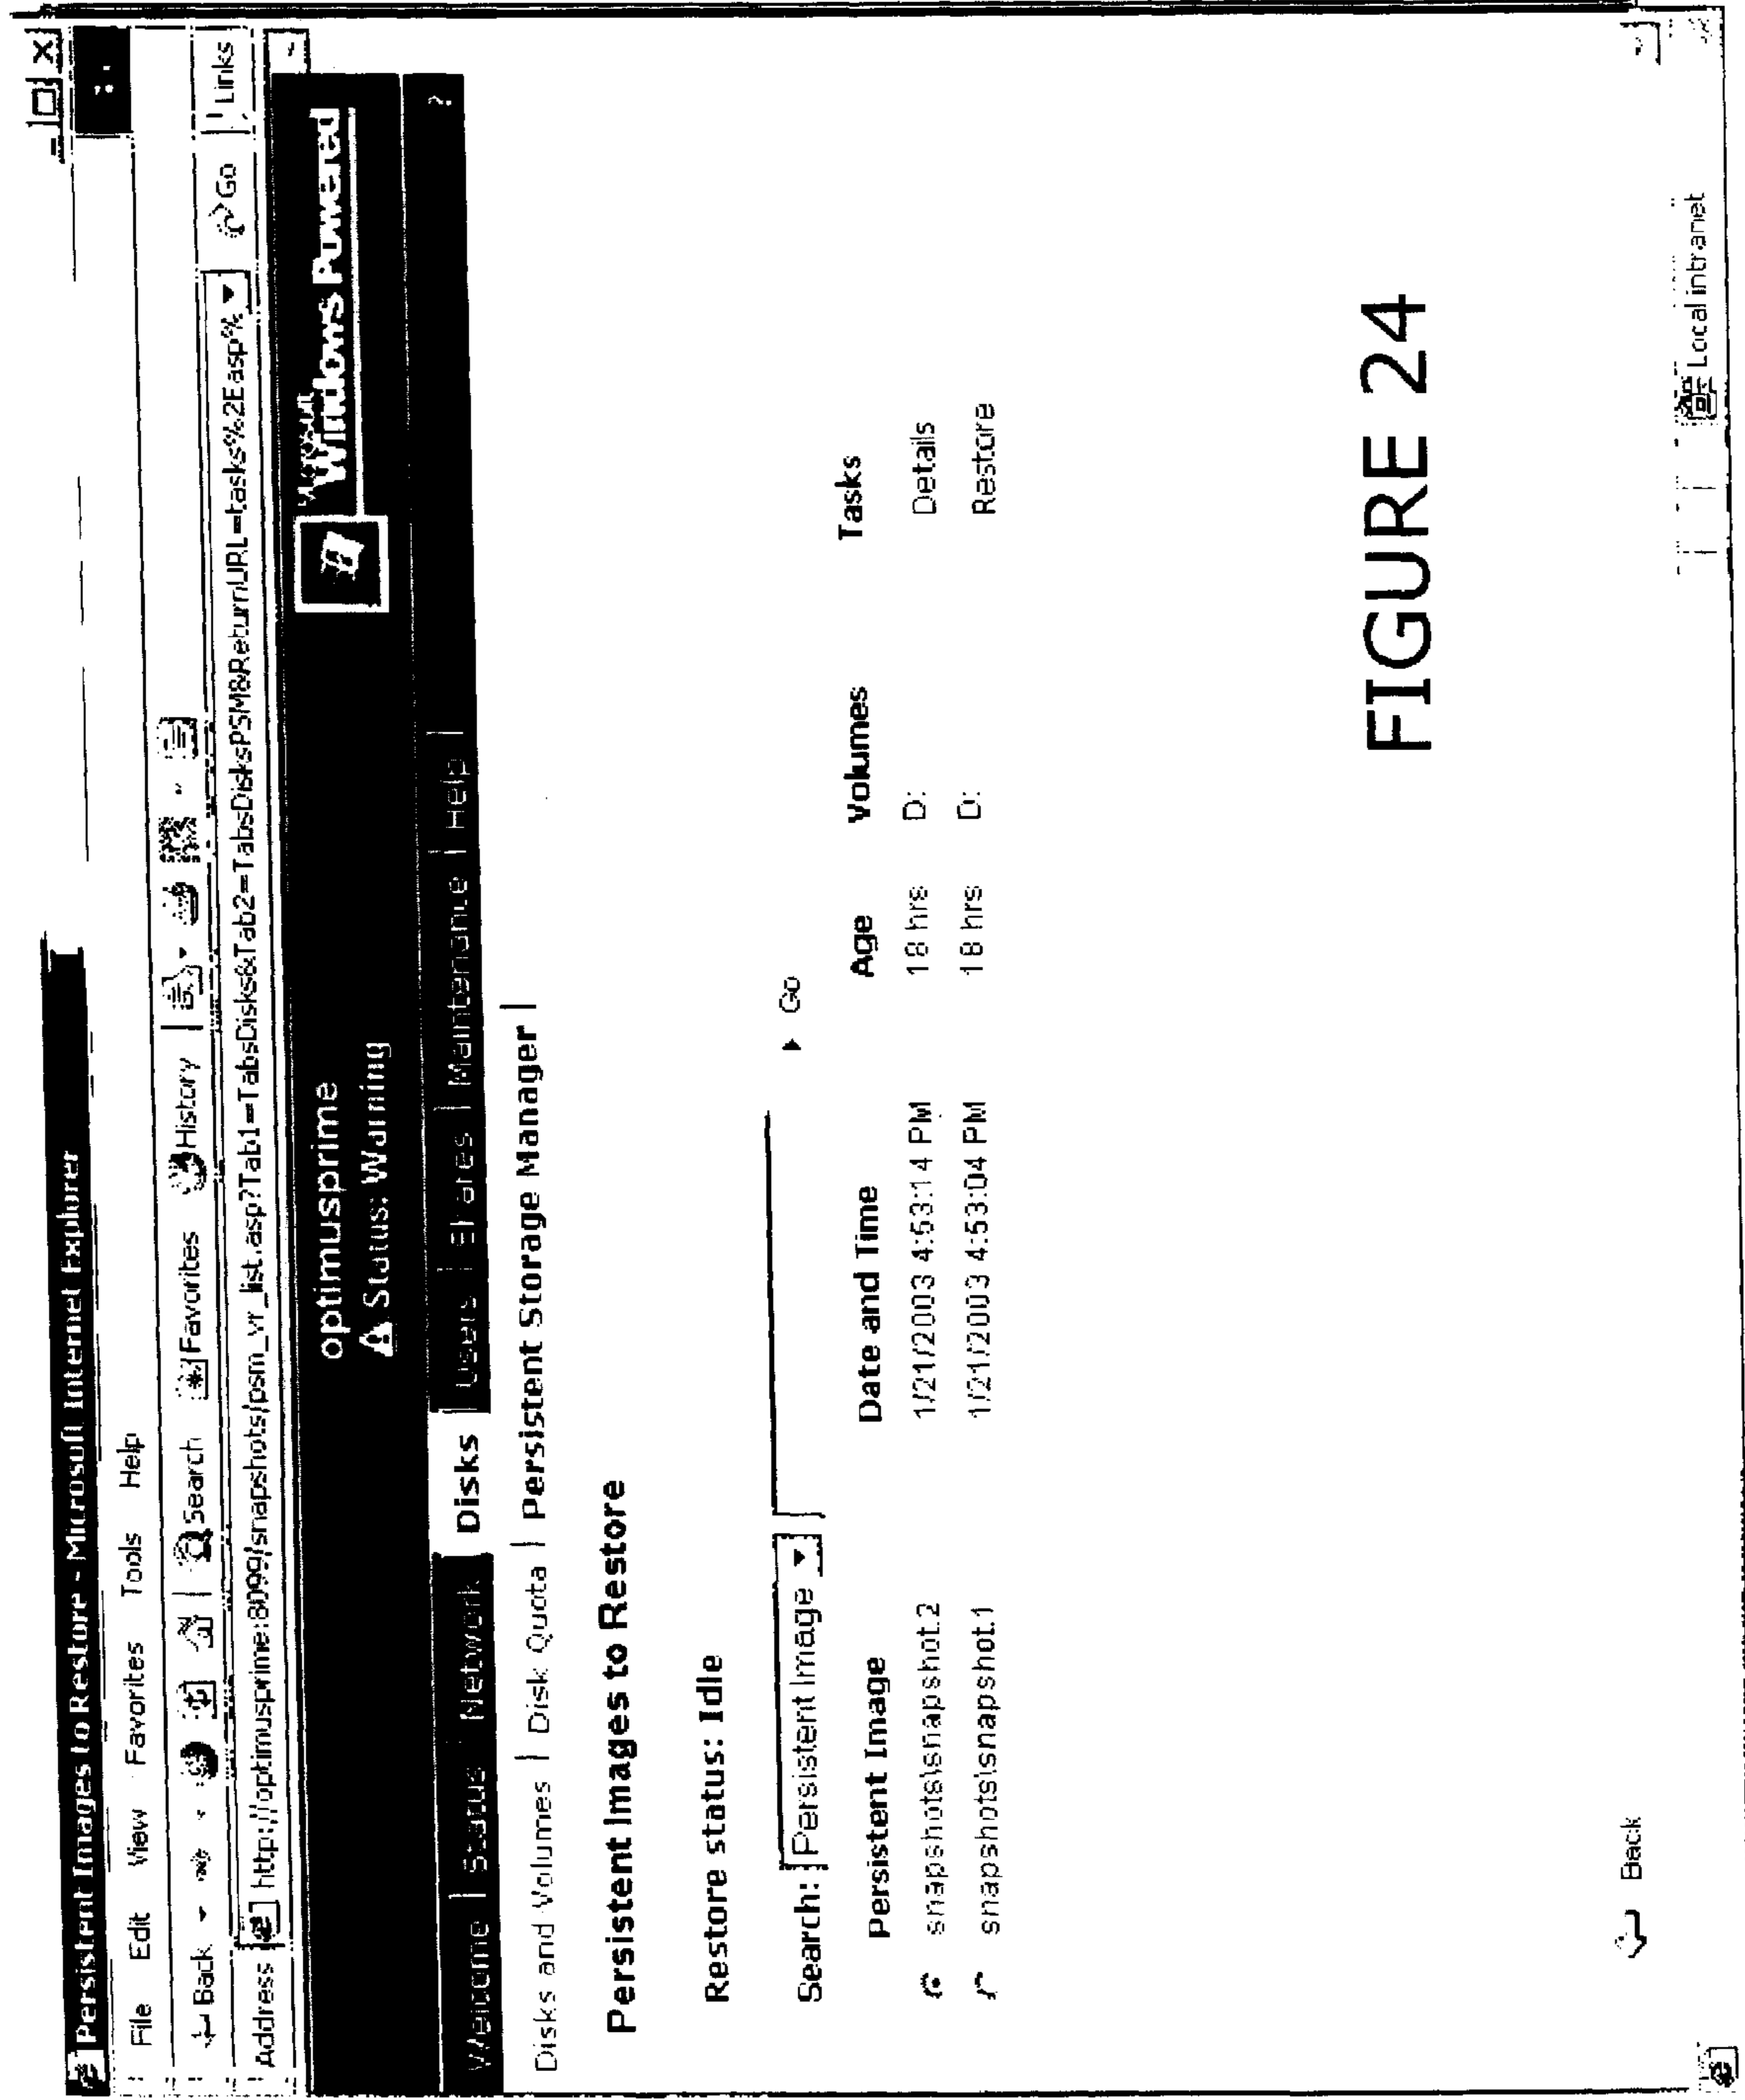 Persistent Images to Restore - Microsoft Internet Explorer
File Edit View Favorites Tools Help
Back Search Favorites History
Address http://optimusprime:8099/snapshots/psm_vr_list.asp?Tab1=TabsDisks&Tab2=TabsDisksPSM&ReturnURL=tasks%2Easp% Go Links
optimusprime
Status: Warning
Microsoft
Windows Powered
Welcome | Status | Network | Disks | Users | Shares | Maintenance | Help | ?
Disks and Volumes | Disk Quota | Persistent Storage Manager |
Persistent Images to Restore
Restore status: Idle
Search: Persistent Image Go
Persistent Image Date and Time Age Volumes Tasks
snapshots\snapshot.2 1/21/2003 4:53:14 PM 18 hrs D: Details
snapshots\snapshot.1 1/21/2003 4:53:04 PM 18 hrs D: Restore
Back
FIGURE 24
Local intranet